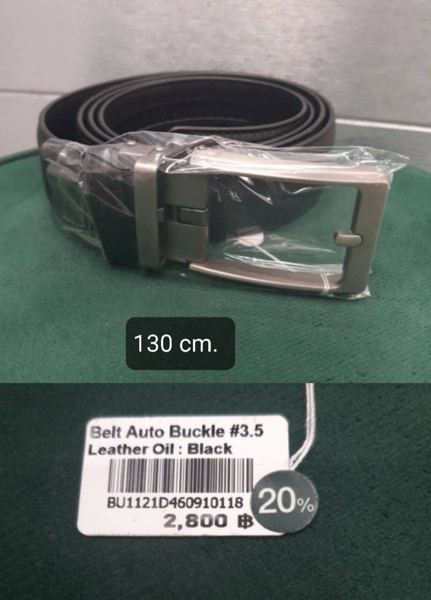 130 cm.
Belt Auto Buckle #3.5
Leather Oil : Black
BU1121D460910118
2,800 ฿
20%